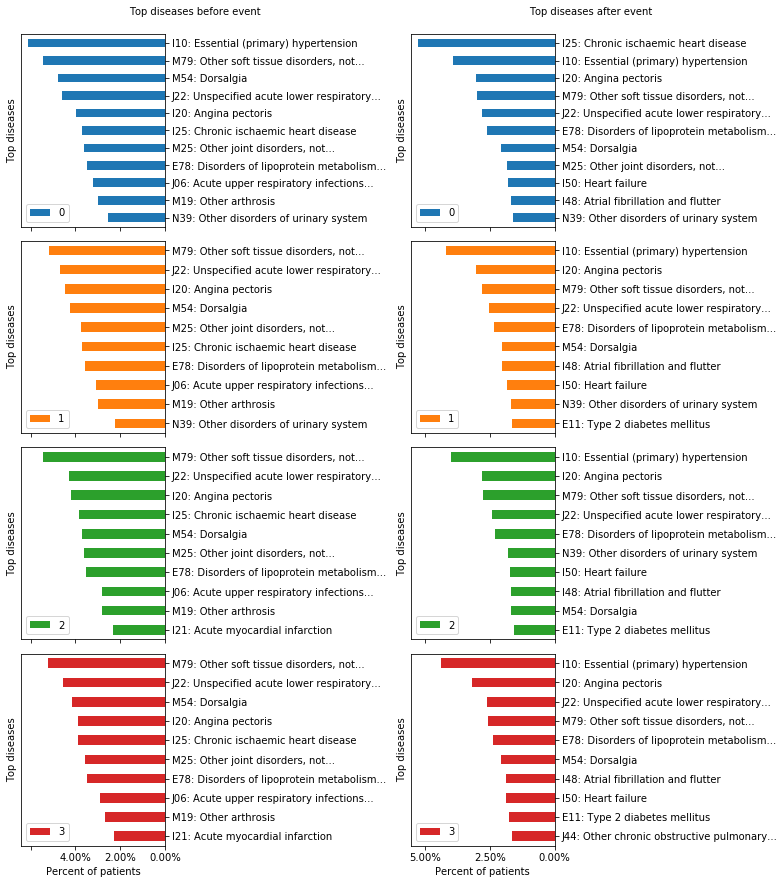 Top diseases before event
Top diseases
I10: Essential (primary) hypertension
M79: Other soft tissue disorders, not...
M54: Dorsalgia
J22: Unspecified acute lower respiratory...
I20: Angina pectoris
I25: Chronic ischaemic heart disease
M25: Other joint disorders, not...
E78: Disorders of lipoprotein metabolism...
J06: Acute upper respiratory infections...
M19: Other arthrosis
N39: Other disorders of urinary system
0
Top diseases
M79: Other soft tissue disorders, not...
J22: Unspecified acute lower respiratory...
I20: Angina pectoris
M54: Dorsalgia
M25: Other joint disorders, not...
I25: Chronic ischaemic heart disease
E78: Disorders of lipoprotein metabolism...
J06: Acute upper respiratory infections...
M19: Other arthrosis
N39: Other disorders of urinary system
1
Top diseases
M79: Other soft tissue disorders, not...
J22: Unspecified acute lower respiratory...
I20: Angina pectoris
I25: Chronic ischaemic heart disease
M54: Dorsalgia
M25: Other joint disorders, not...
E78: Disorders of lipoprotein metabolism...
J06: Acute upper respiratory infections...
M19: Other arthrosis
I21: Acute myocardial infarction
2
Top diseases
M79: Other soft tissue disorders, not...
J22: Unspecified acute lower respiratory...
M54: Dorsalgia
I20: Angina pectoris
I25: Chronic ischaemic heart disease
M25: Other joint disorders, not...
E78: Disorders of lipoprotein metabolism...
J06: Acute upper respiratory infections...
M19: Other arthrosis
I21: Acute myocardial infarction
3
4.00% 2.00% 0.00%
Percent of patients
Top diseases after event
Top diseases
I25: Chronic ischaemic heart disease
I10: Essential (primary) hypertension
I20: Angina pectoris
M79: Other soft tissue disorders, not...
J22: Unspecified acute lower respiratory...
E78: Disorders of lipoprotein metabolism...
M54: Dorsalgia
M25: Other joint disorders, not...
I50: Heart failure
I48: Atrial fibrillation and flutter
N39: Other disorders of urinary system
0
Top diseases
I10: Essential (primary) hypertension
I20: Angina pectoris
M79: Other soft tissue disorders, not...
J22: Unspecified acute lower respiratory...
E78: Disorders of lipoprotein metabolism...
M54: Dorsalgia
I48: Atrial fibrillation and flutter
I50: Heart failure
N39: Other disorders of urinary system
E11: Type 2 diabetes mellitus
1
Top diseases
I10: Essential (primary) hypertension
I20: Angina pectoris
M79: Other soft tissue disorders, not...
J22: Unspecified acute lower respiratory...
E78: Disorders of lipoprotein metabolism...
N39: Other disorders of urinary system
I50: Heart failure
I48: Atrial fibrillation and flutter
M54: Dorsalgia
E11: Type 2 diabetes mellitus
2
Top diseases
I10: Essential (primary) hypertension
I20: Angina pectoris
J22: Unspecified acute lower respiratory...
M79: Other soft tissue disorders, not...
E78: Disorders of lipoprotein metabolism...
M54: Dorsalgia
I48: Atrial fibrillation and flutter
I50: Heart failure
E11: Type 2 diabetes mellitus
J44: Other chronic obstructive pulmonary...
3
5.00% 2.50% 0.00%
Percent of patients